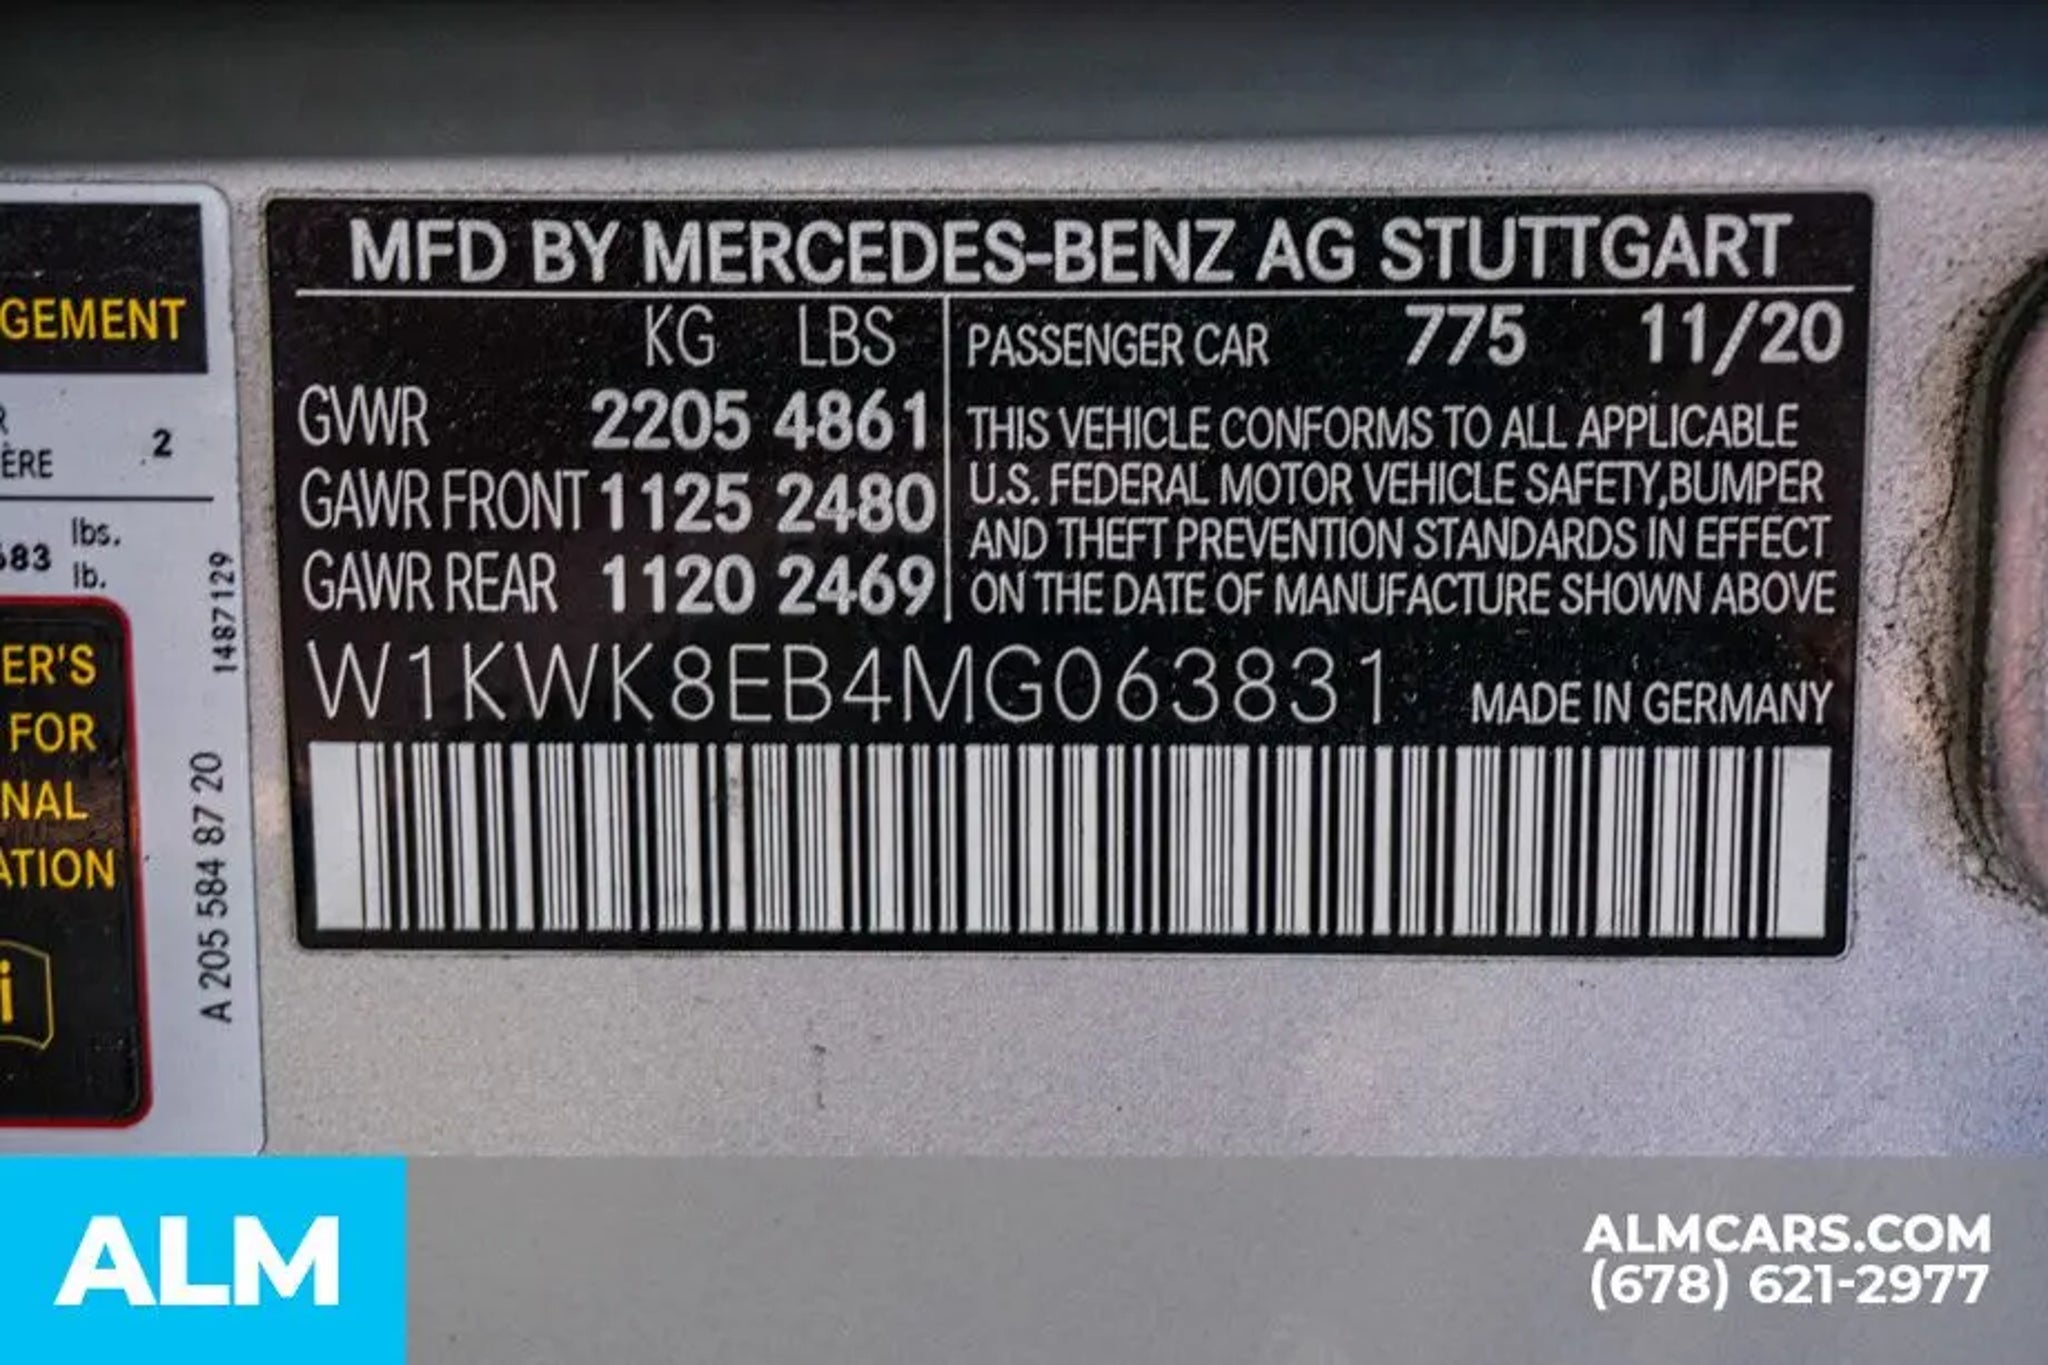 MFD BY MERCEDES-BENZ AG STUTTGART
KG LBS
GVWR 2205 4861
GAWR FRONT 1125 2480
GAWR REAR 1120 2469
PASSENGER CAR 775 11/20
THIS VEHICLE CONFORMS TO ALL APPLICABLE
U.S. FEDERAL MOTOR VEHICLE SAFETY,BUMPER
AND THEFT PREVENTION STANDARDS IN EFFECT
ON THE DATE OF MANUFACTURE SHOWN ABOVE
W1KWK8EB4MG063831 MADE IN GERMANY
GEMENT
R
ÈRE 2
683 lbs.
lb.
ER'S
FOR
NAL
ATION
i
1487129
A 205 584 87 20
ALM
ALMCARS.COM
(678) 621-2977